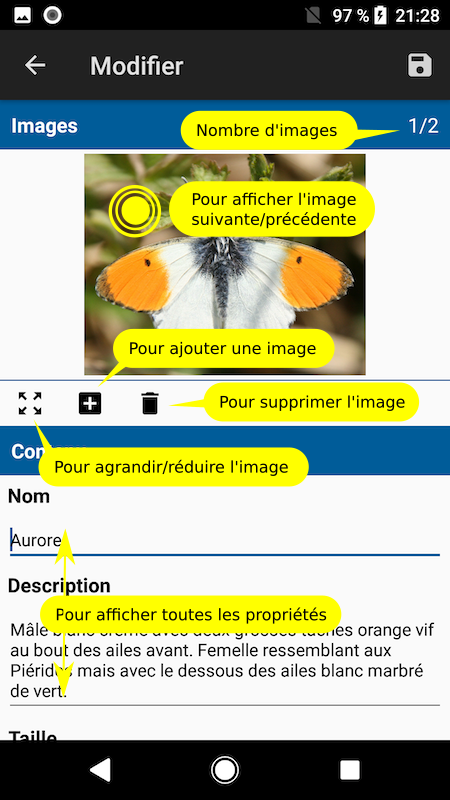 97 % 21:28
Modifier
Images
Nombre d'images
1/2
Pour afficher l'image
suivante/précédente
Pour ajouter une image
Pour supprimer l'image
Pour agrandir/réduire l'image
Nom
Aurore
Description
Pour afficher toutes les propriétés
Mâle blanc crème avec deux grosses taches orange vif
au bout des ailes avant. Femelle ressemblant aux
Piérides mais avec le dessous des ailes blanc marbré
de vert.
Taille